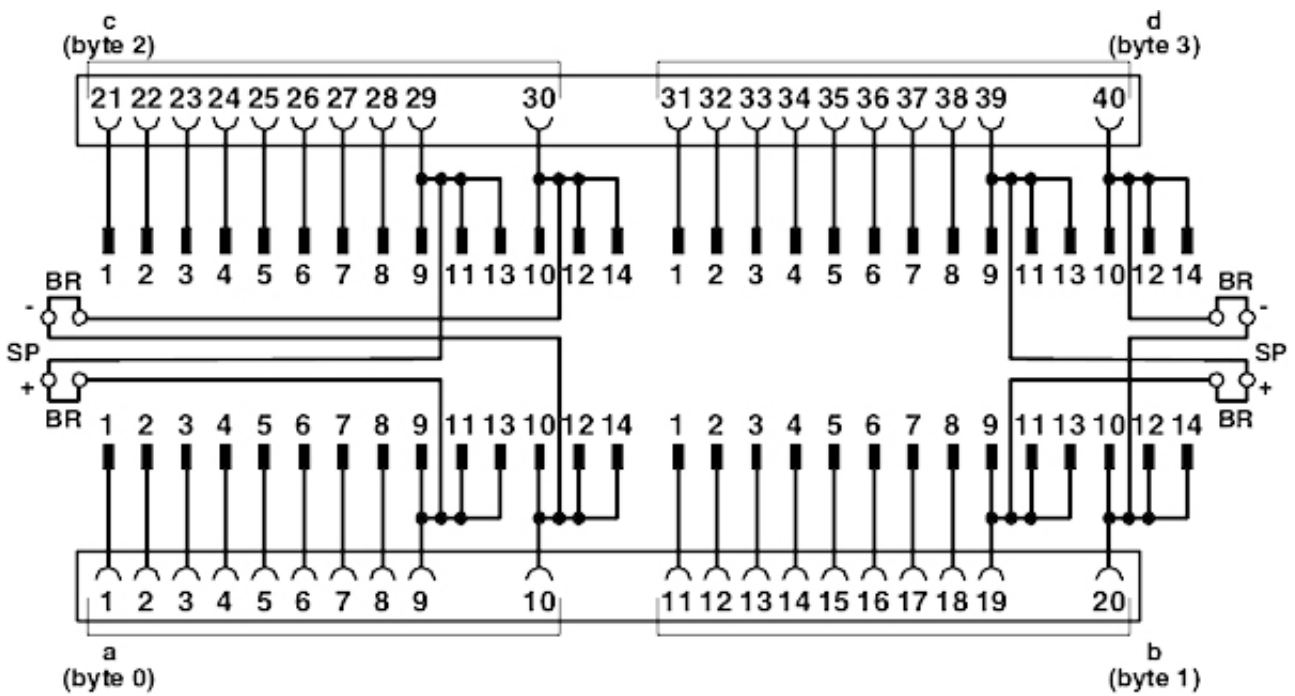 c d
(byte 2) (byte 3)
21 22 23 24 25 26 27 28 29 30 31 32 33 34 35 36 37 38 39 40
1 2 3 4 5 6 7 8 9 11 13 10 12 14 1 2 3 4 5 6 7 8 9 11 13 10 12 14
BR BR
- -
SP SP
+ +
BR BR
1 2 3 4 5 6 7 8 9 11 13 10 12 14 1 2 3 4 5 6 7 8 9 11 13 10 12 14
1 2 3 4 5 6 7 8 9 10 11 12 13 14 15 16 17 18 19 20
a b
(byte 0) (byte 1)